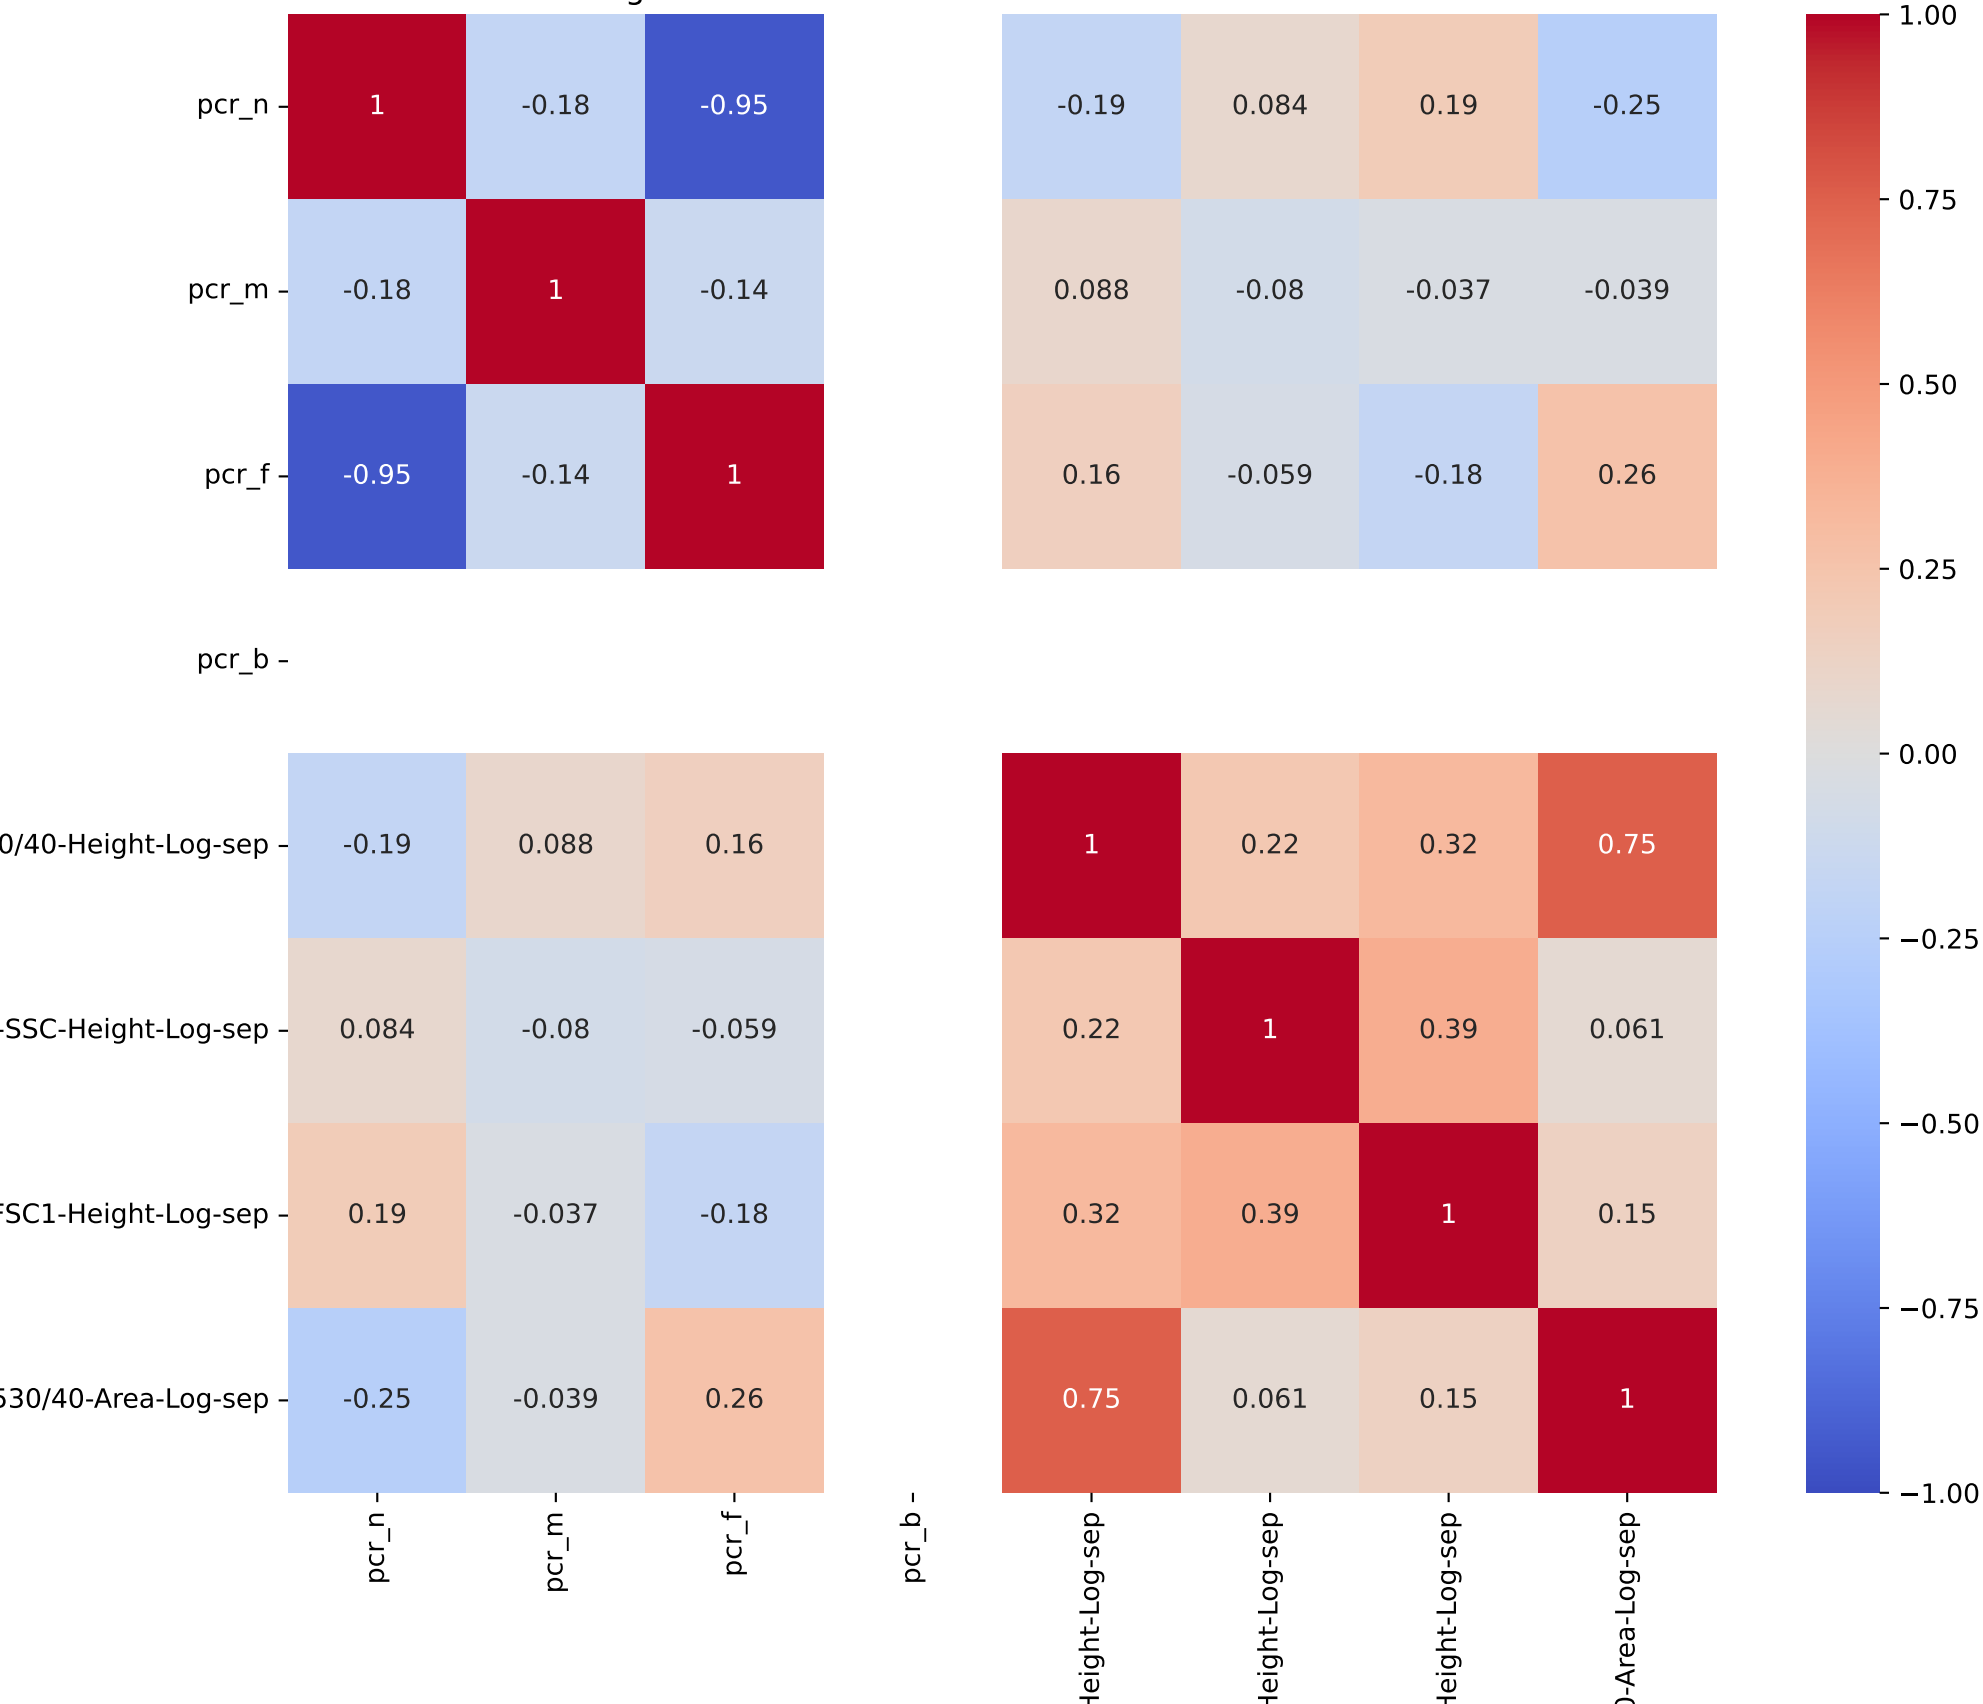 1.00
pcr_n 1 -0.18 -0.95 -0.19 0.084 0.19 -0.25
0.75
pcr_m -0.18 1 -0.14 0.088 -0.08 -0.037 -0.039
0.50
pcr_f -0.95 -0.14 1 0.16 -0.059 -0.18 0.26
0.25
pcr_b
0.00
0/40-Height-Log-sep -0.19 0.088 0.16 1 0.22 0.32 0.75
−0.25
-SSC-Height-Log-sep 0.084 -0.08 -0.059 0.22 1 0.39 0.061
−0.50
FSC1-Height-Log-sep 0.19 -0.037 -0.18 0.32 0.39 1 0.15
−0.75
530/40-Area-Log-sep -0.25 -0.039 0.26 0.75 0.061 0.15 1
−1.00
pcr_n
pcr_m
pcr_f
pcr_b
Height-Log-sep
Height-Log-sep
Height-Log-sep
0-Area-Log-sep